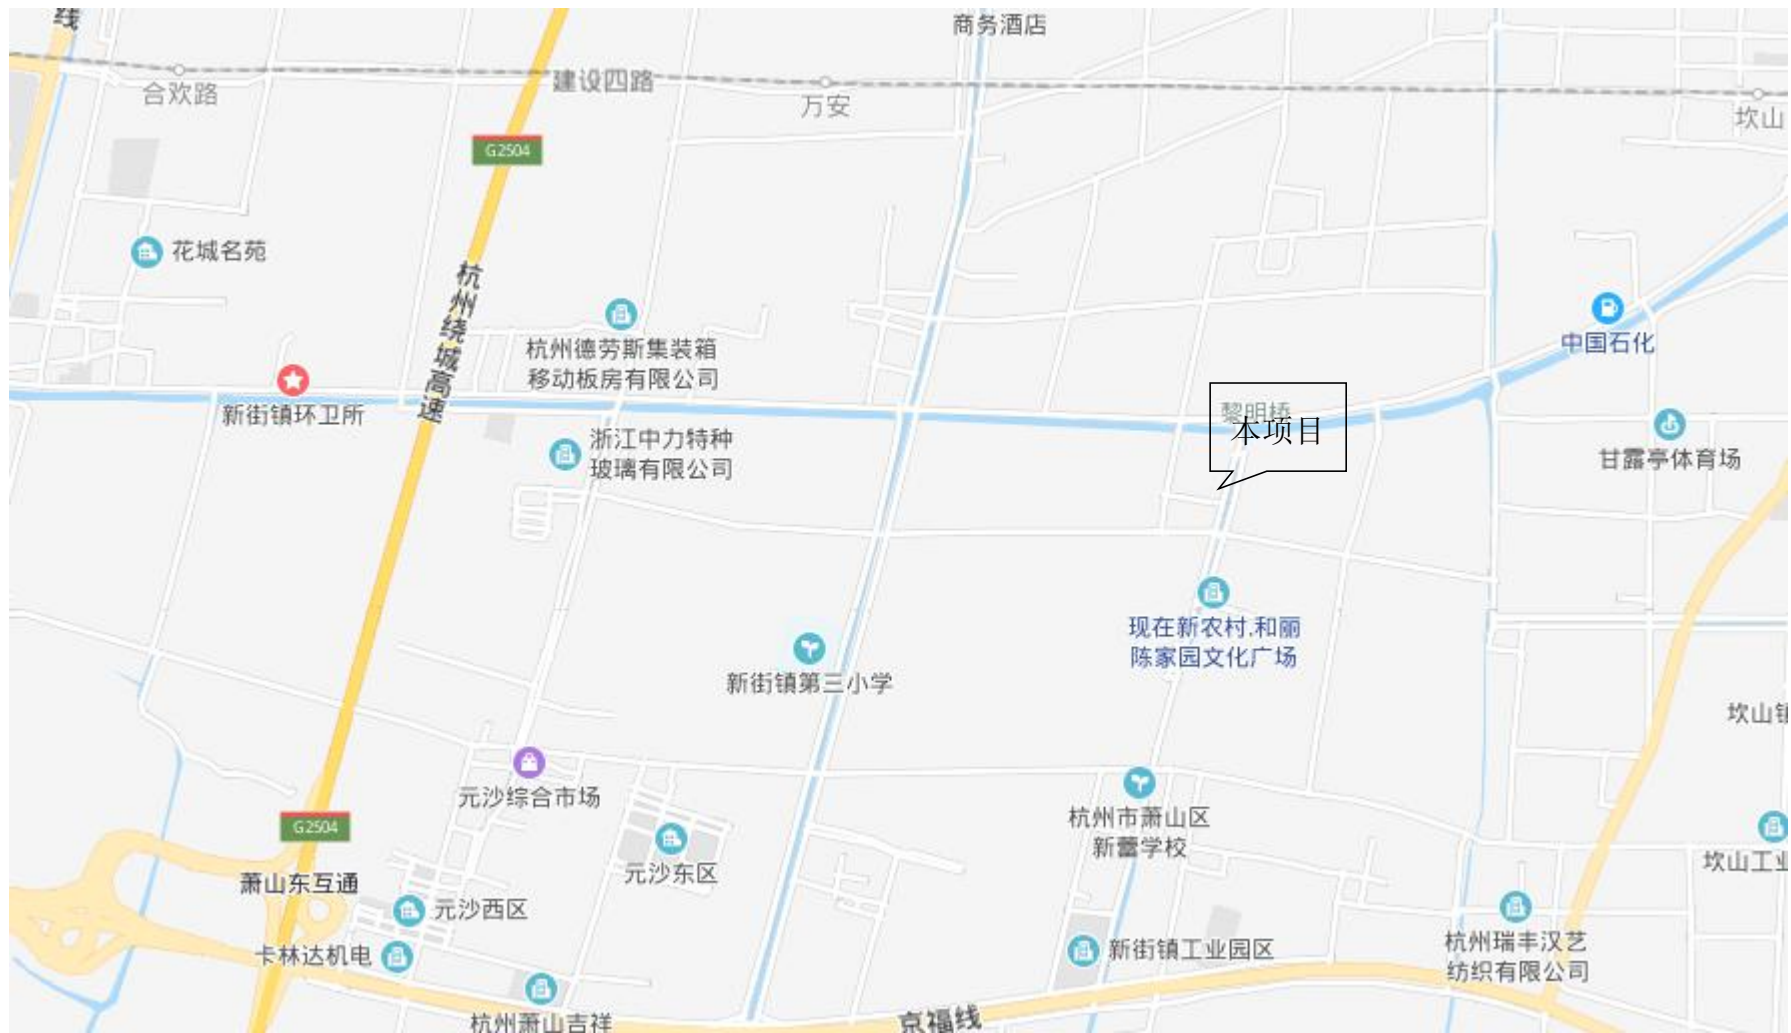 线
商务酒店
合欢路
建设四路
万安
坎山
G2504
花城名苑
杭州绕城高速
杭州德劳斯集装箱
移动板房有限公司
中国石化
新街镇环卫所
黎明桥
本项目
浙江中力特种
玻璃有限公司
甘露亭体育场
现在新农村.和丽
陈家园文化广场
新街镇第三小学
坎山镇
元沙综合市场
杭州市萧山区
新蕾学校
G2504
元沙东区
坎山工业
萧山东互通
元沙西区
卡林达机电
新街镇工业园区
杭州瑞丰汉艺
纺织有限公司
杭州萧山吉祥
京福线